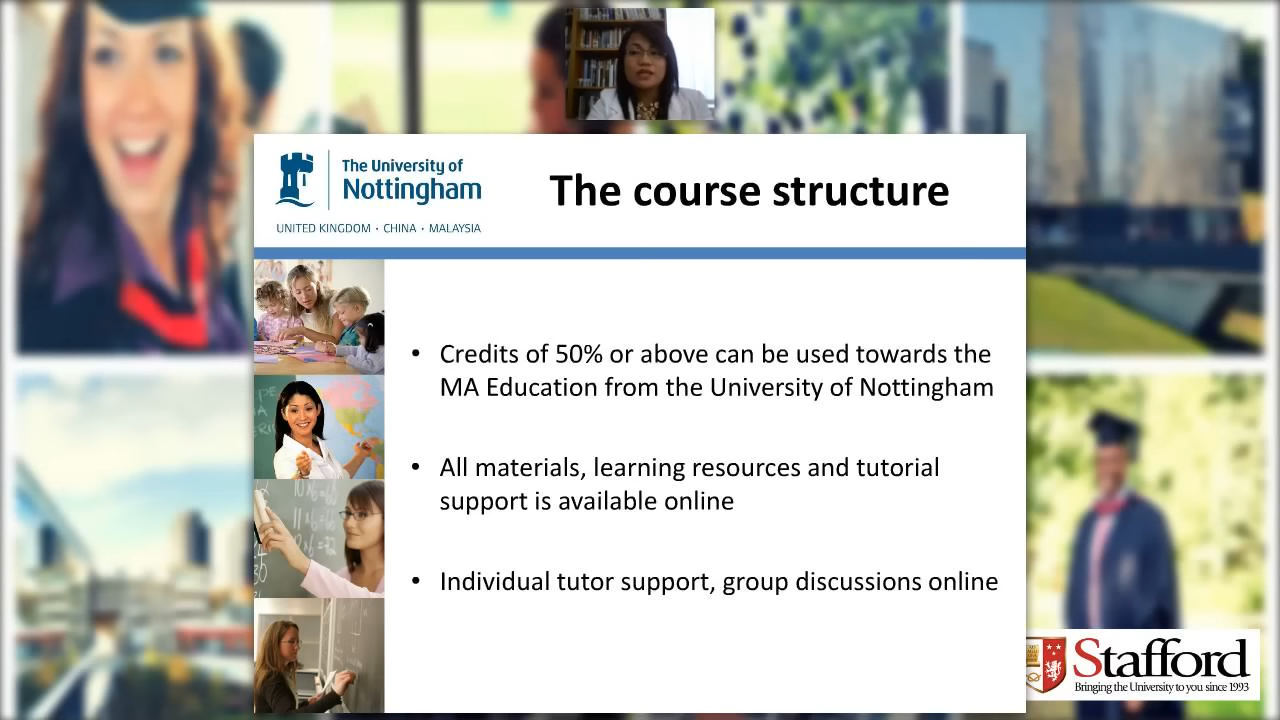 The University of
Nottingham
UNITED KINGDOM · CHINA · MALAYSIA
The course structure
• Credits of 50% or above can be used towards the
MA Education from the University of Nottingham
• All materials, learning resources and tutorial
support is available online
• Individual tutor support, group discussions online
Stafford
Bringing the University to you since 1993